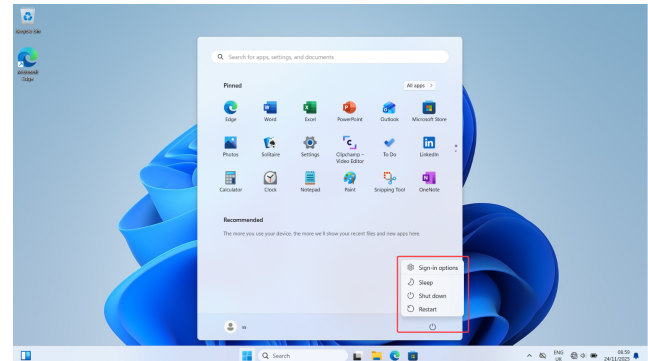 Recycle Bin
Microsoft
Edge
Search for apps, settings, and documents
Pinned
All apps
Edge
Word
Excel
PowerPoint
Outlook
Microsoft Store
Photos
Solitaire
Settings
Clipchamp –
Video Editor
To Do
LinkedIn
Calculator
Clock
Notepad
Paint
Snipping Tool
OneNote
Recommended
The more you use your device, the more we'll show your recent files and new apps here.
Sign-in options
Sleep
Shut down
Restart
Search
ENG
UK
09.59
24/11/2025